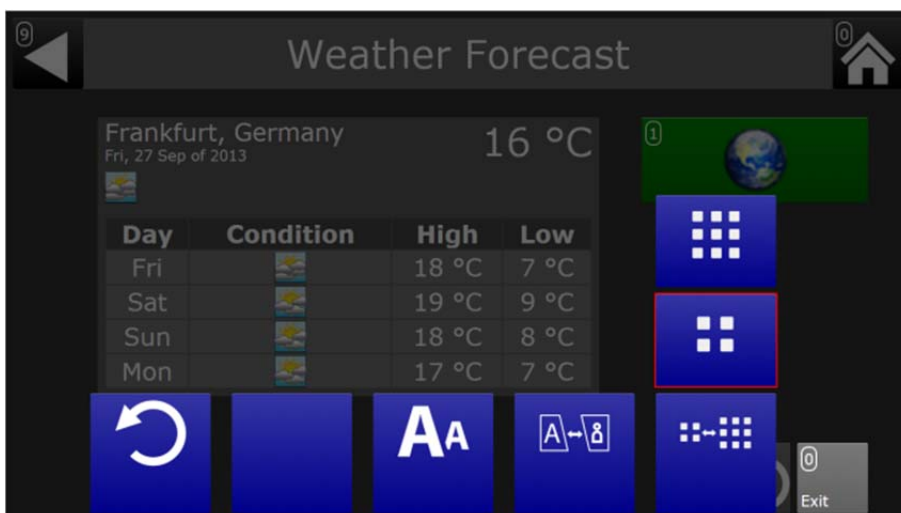 9
Weather Forecast
0
Frankfurt, Germany
16 °C
Fri, 27 Sep of 2013
1
Day Condition High Low
Fri 18 °C 7 °C
Sat 19 °C 9 °C
Sun 18 °C 8 °C
Mon 17 °C 7 °C
AA
A
0
Exit